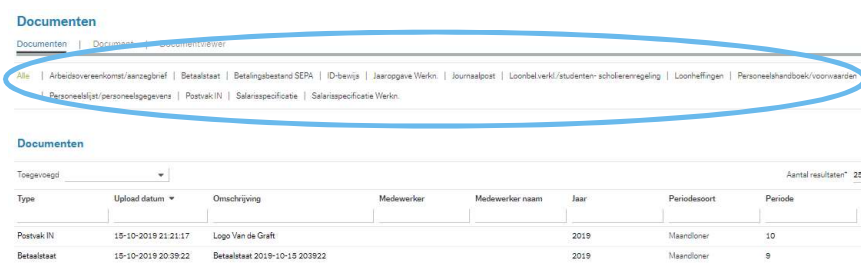 Documenten
Documenten | Document | Documentviewer
Alle | Arbeidsovereenkomst/aanzegbrief | Betaalstaat | Betalingsbestand SEPA | ID-bewijs | Jaaropgave Werkn. | Journaalpost | Loonbel.verkl./studenten- scholierenregeling | Loonheffingen | Personeelshandboek/voorwaarden
| Personeelslijst/personeelsgegevens | Postvak IN | Salarisspecificatie | Salarisspecificatie Werkn.
Documenten
Toegevoegd Aantal resultaten* 25
Type Upload datum Omschrijving Medewerker Medewerker naam Jaar Periodesoort Periode
Postvak IN 15-10-2019 21:21:17 Logo Van de Graft 2019 Maandloner 10
Betaalstaat 15-10-2019 20:39:22 Betaalstaat 2019-10-15 203922 2019 Maandloner 9